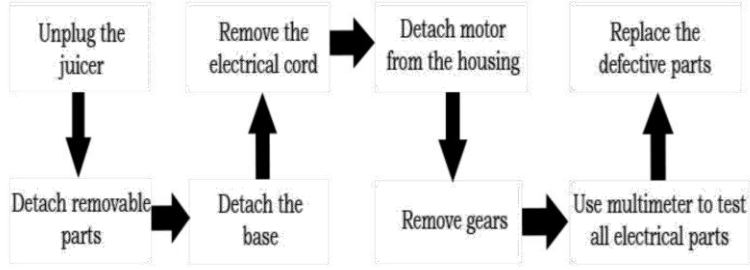 Unplug the
juicer
Detach removable
parts
Detach the
base
Remove the
electrical cord
Detach motor
from the housing
Remove gears
Use multimeter to test
all electrical parts
Replace the
defective parts